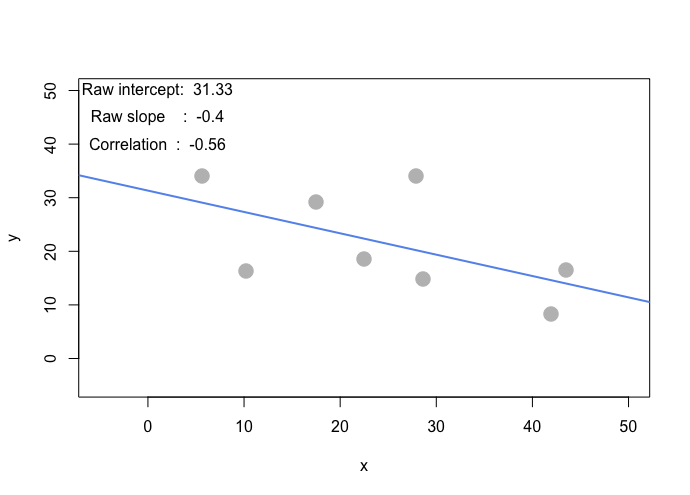 Raw intercept:  31.33
Raw slope    :  -0.4
Correlation  :  -0.56
50
40
30
20
10
0
y
0 10 20 30 40 50
x